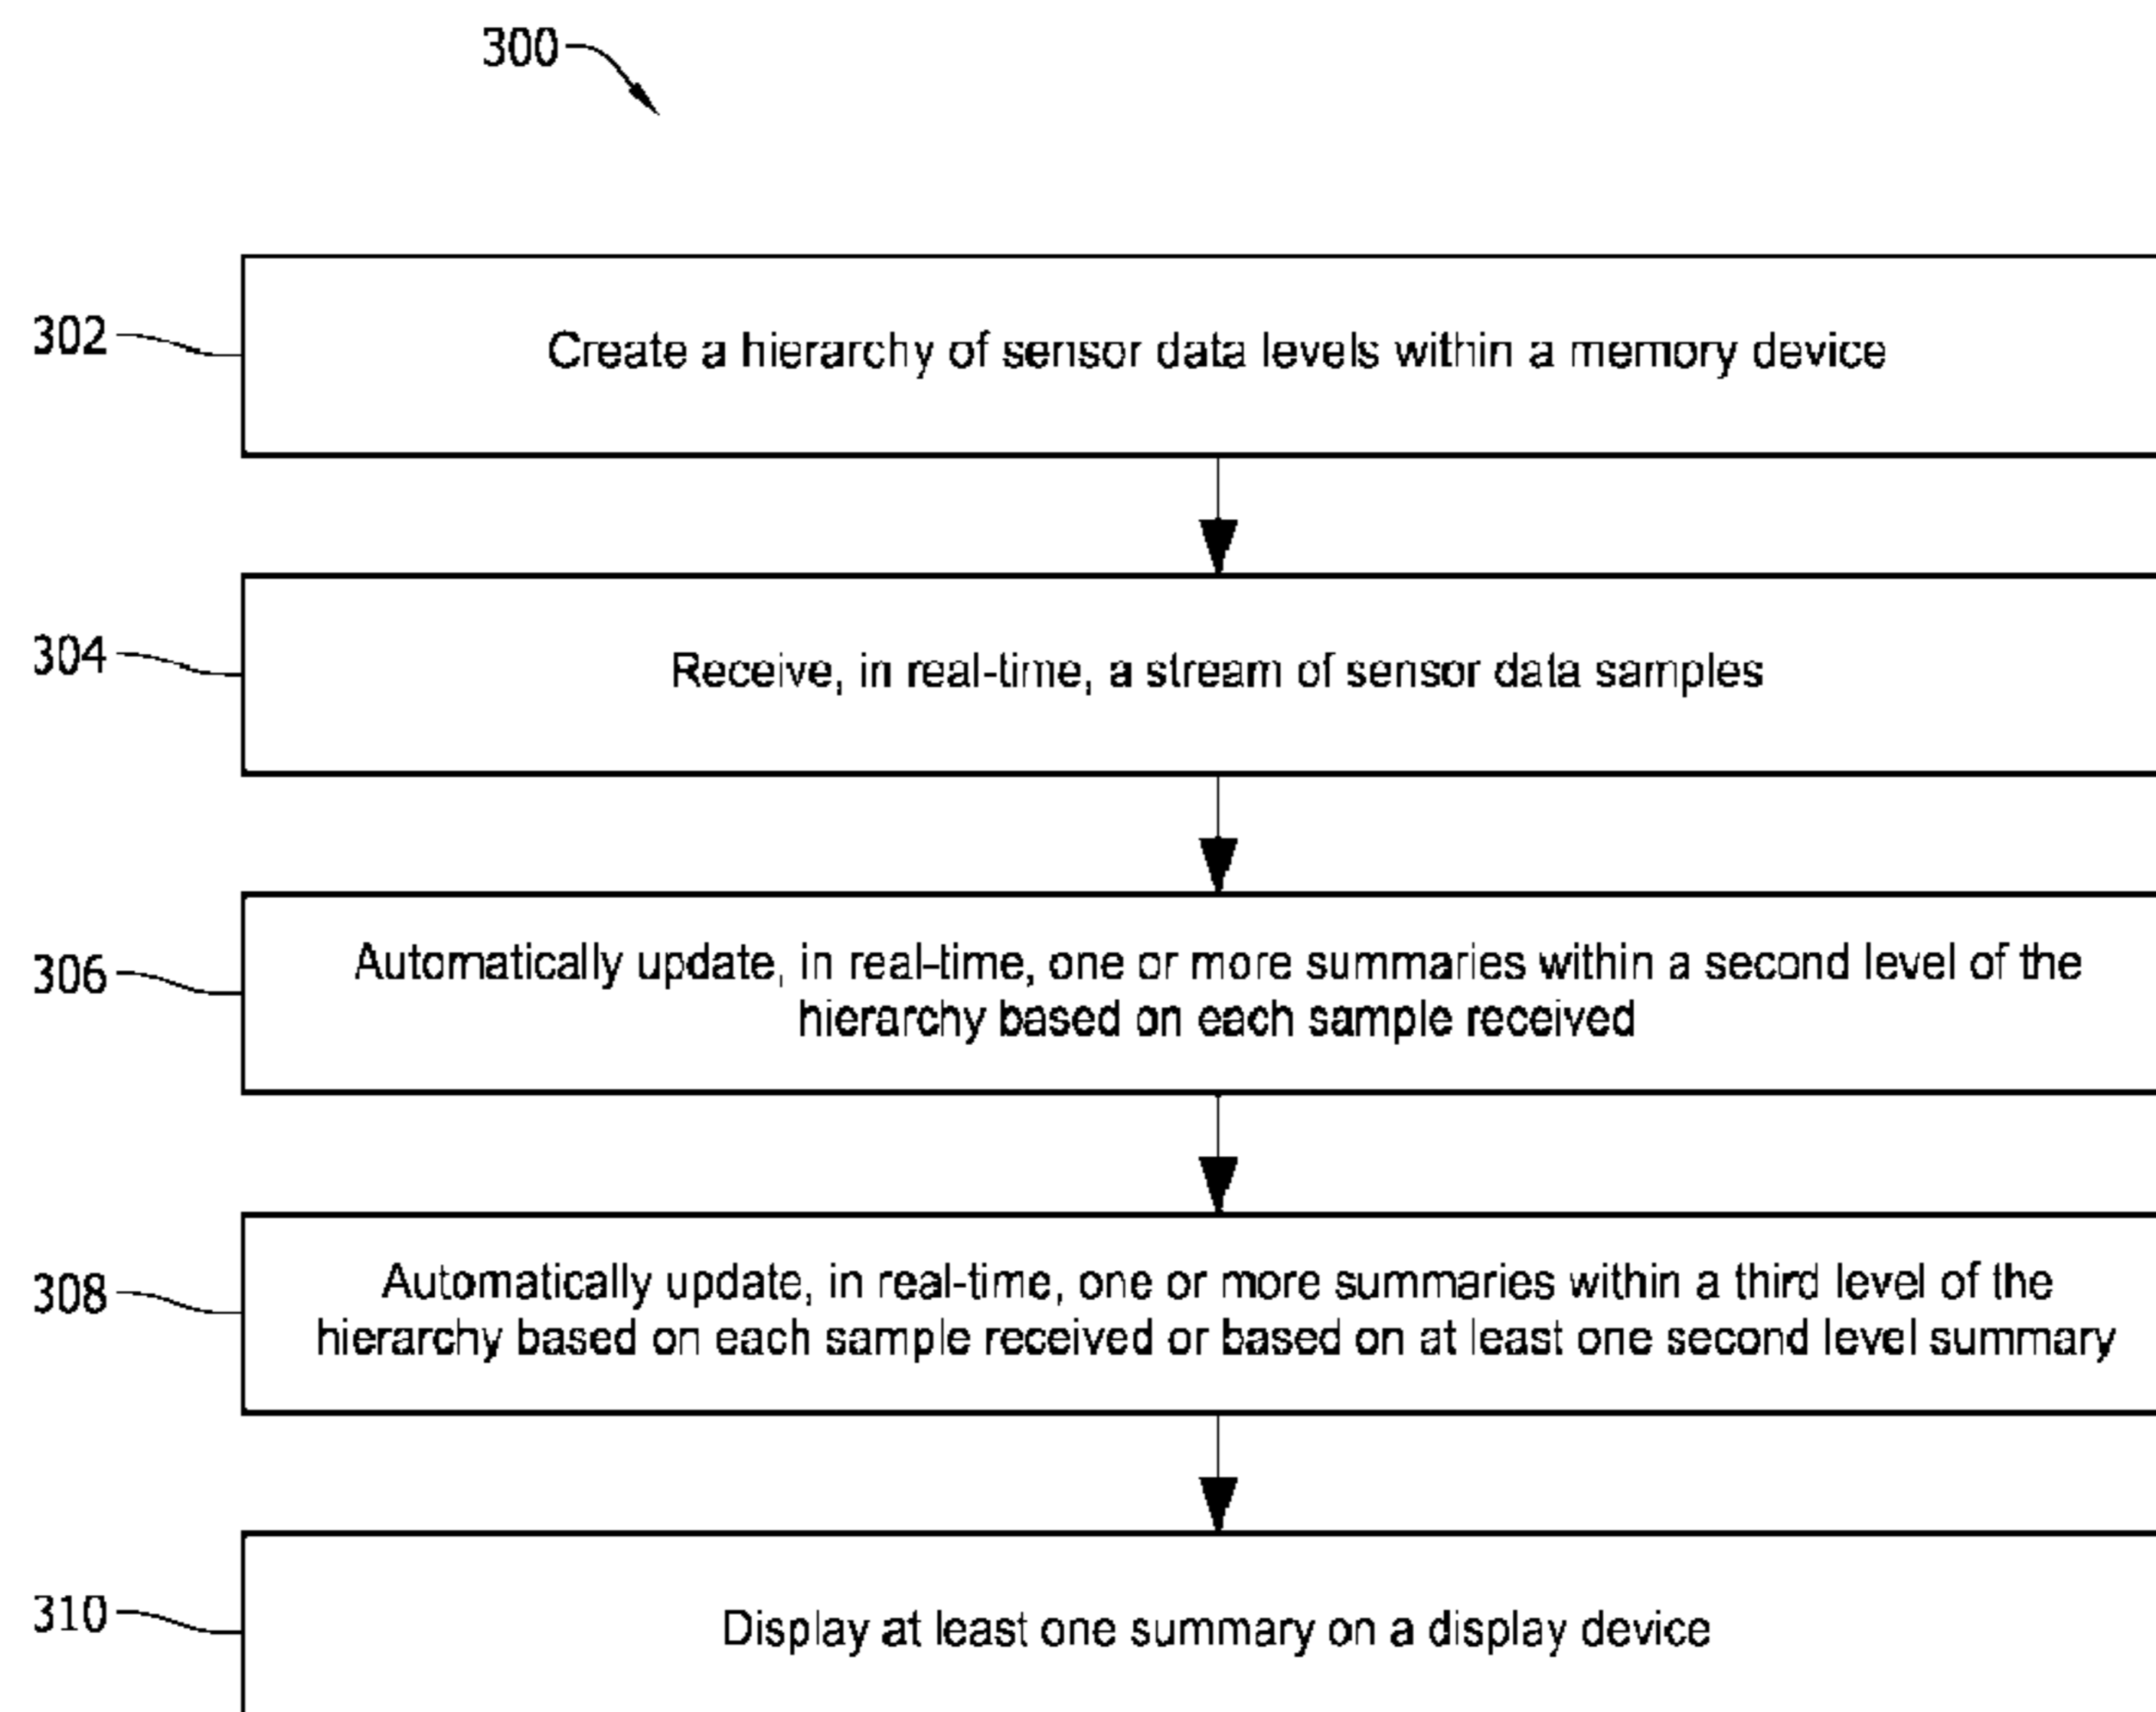 300
302
Create a hierarchy of sensor data levels within a memory device
304
Receive, in real-time, a stream of sensor data samples
306
Automatically update, in real-time, one or more summaries within a second level of the
hierarchy based on each sample received
308
Automatically update, in real-time, one or more summaries within a third level of the
hierarchy based on each sample received or based on at least one second level summary
310
Display at least one summary on a display device